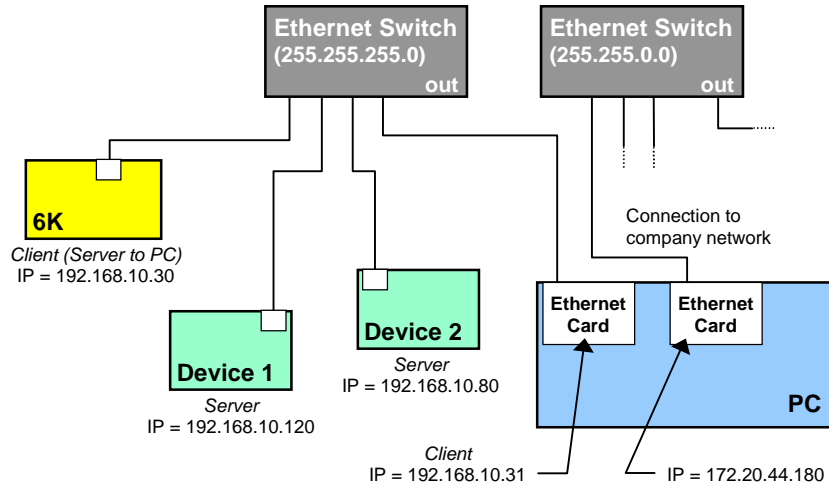 Ethernet Switch
(255.255.255.0)
out
Ethernet Switch
(255.255.0.0)
out
6K
Client (Server to PC)
IP = 192.168.10.30
Connection to
company network
Device 1
Server
IP = 192.168.10.120
Device 2
Server
IP = 192.168.10.80
Ethernet
Card
Ethernet
Card
PC
Client
IP = 192.168.10.31
IP = 172.20.44.180